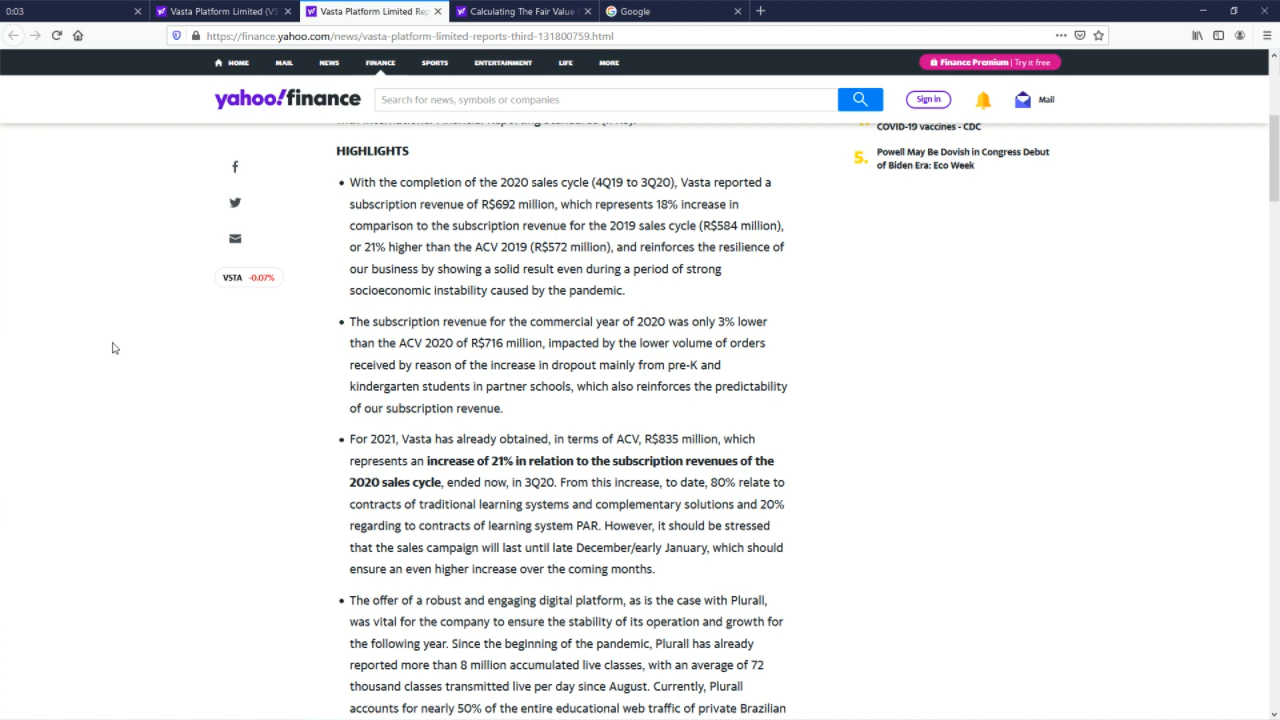 0:03
Vasta Platform Limited (VS
Vasta Platform Limited Rep
Calculating The Fair Value
Google
https://finance.yahoo.com/news/vasta-platform-limited-reports-third-131800759.html
HOME
MAIL
NEWS
FINANCE
SPORTS
ENTERTAINMENT
LIFE
MORE
Finance Premium | Try it free
yahoo!finance
Search for news, symbols or companies
Sign in
Mail
with International Financial Reporting Standards (IFRS).
COVID-19 vaccines - CDC
5. Powell May Be Dovish in Congress Debut
of Biden Era: Eco Week
VSTA -0.07%
HIGHLIGHTS
• With the completion of the 2020 sales cycle (4Q19 to 3Q20), Vasta reported a
subscription revenue of R$692 million, which represents 18% increase in
comparison to the subscription revenue for the 2019 sales cycle (R$584 million),
or 21% higher than the ACV 2019 (R$572 million), and reinforces the resilience of
our business by showing a solid result even during a period of strong
socioeconomic instability caused by the pandemic.
• The subscription revenue for the commercial year of 2020 was only 3% lower
than the ACV 2020 of R$716 million, impacted by the lower volume of orders
received by reason of the increase in dropout mainly from pre-K and
kindergarten students in partner schools, which also reinforces the predictability
of our subscription revenue.
• For 2021, Vasta has already obtained, in terms of ACV, R$835 million, which
represents an increase of 21% in relation to the subscription revenues of the
2020 sales cycle, ended now, in 3Q20. From this increase, to date, 80% relate to
contracts of traditional learning systems and complementary solutions and 20%
regarding to contracts of learning system PAR. However, it should be stressed
that the sales campaign will last until late December/early January, which should
ensure an even higher increase over the coming months.
• The offer of a robust and engaging digital platform, as is the case with Plurall,
was vital for the company to ensure the stability of its operation and growth for
the following year. Since the beginning of the pandemic, Plurall has already
reported more than 8 million accumulated live classes, with an average of 72
thousand classes transmitted live per day since August. Currently, Plurall
accounts for nearly 50% of the entire educational web traffic of private Brazilian